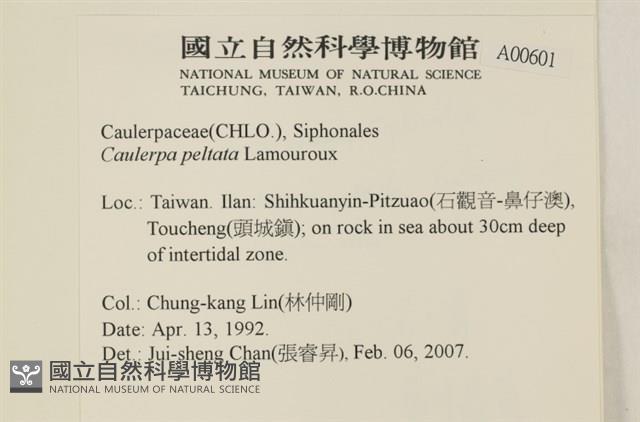 國立自然科學博物館
A00601
NATIONAL MUSEUM OF NATURAL SCIENCE
TAICHUNG, TAIWAN, R.O.CHINA
Caulerpaceae(CHLO.), Siphonales
Caulerpa peltata Lamouroux
Loc.: Taiwan. Ilan: Shihkuanyin-Pitzuao(石觀音-鼻仔澳),
Toucheng(頭城鎭); on rock in sea about 30cm deep
of intertidal zone.
Col.: Chung-kang Lin(林仲剛)
Date: Apr. 13, 1992.
Det.: Jui-sheng Chan(張睿昇), Feb. 06, 2007.
國立自然科學博物館
NATIONAL MUSEUM OF NATURAL SCIENCE